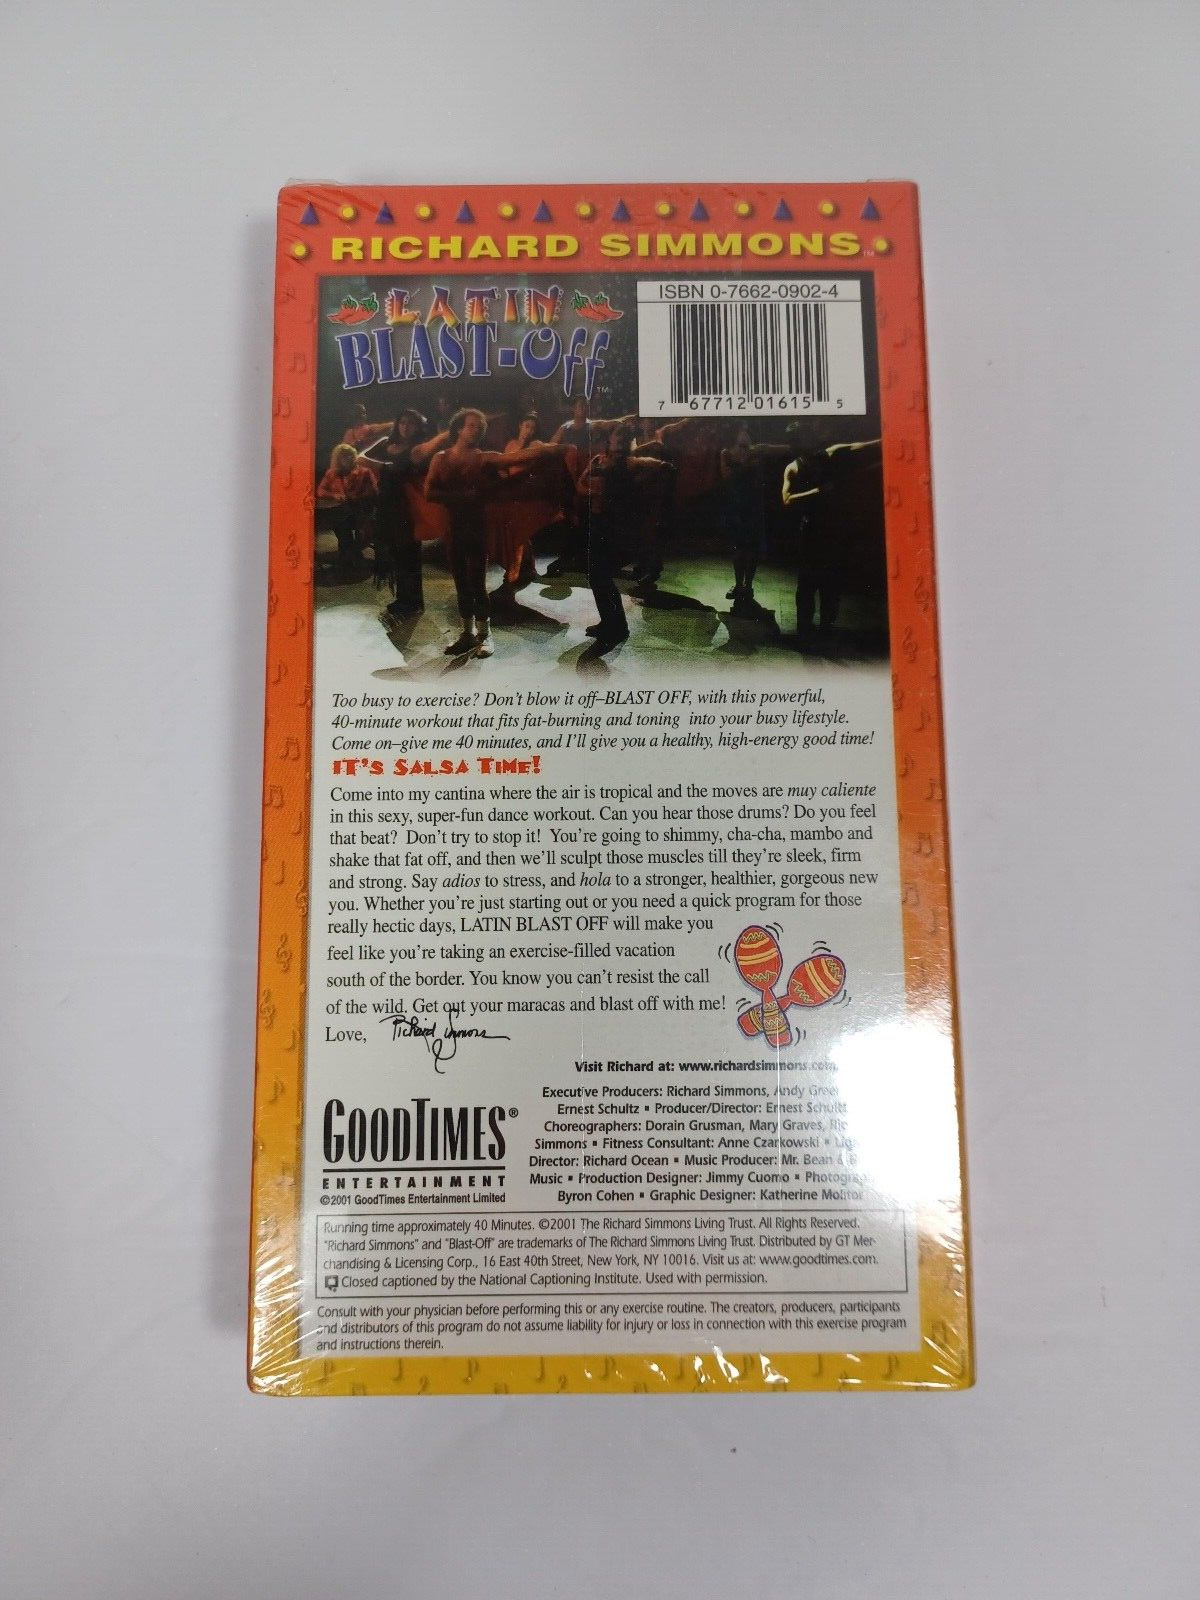 RICHARD SIMMONS™
LATIN
BLAST-Off™
ISBN 0-7662-0902-4
7 67712 01615 5
Too busy to exercise? Don't blow it off–BLAST OFF, with this powerful,
40-minute workout that fits fat-burning and toning into your busy lifestyle.
Come on–give me 40 minutes, and I'll give you a healthy, high-energy good time!
IT'S SALSA TIME!
Come into my cantina where the air is tropical and the moves are muy caliente
in this sexy, super-fun dance workout. Can you hear those drums? Do you feel
that beat? Don't try to stop it! You're going to shimmy, cha-cha, mambo and
shake that fat off, and then we'll sculpt those muscles till they're sleek, firm
and strong. Say adios to stress, and hola to a stronger, healthier, gorgeous new
you. Whether you're just starting out or you need a quick program for those
really hectic days, LATIN BLAST OFF will make you
feel like you're taking an exercise-filled vacation
south of the border. You know you can't resist the call
of the wild. Get out your maracas and blast off with me!
Love, Richard Simmons
Visit Richard at: www.richardsimmons.com
Executive Producers: Richard Simmons, Andy
Ernest Schultz ▪ Producer/Director: Ernest Schultz
Choreographers: Dorain Grusman, Mary Graves,
Simmons ▪ Fitness Consultant: Anne Czarkowski ▪
Director: Richard Ocean ▪ Music Producer: Mr. Bean &
Music ▪ Production Designer: Jimmy Cuomo ▪
Byron Cohen ▪ Graphic Designer: Katherine Molitor
GOODTIMES®
ENTERTAINMENT
©2001 GoodTimes Entertainment Limited
Running time approximately 40 Minutes. ©2001 The Richard Simmons Living Trust. All Rights Reserved.
"Richard Simmons" and "Blast-Off" are trademarks of The Richard Simmons Living Trust. Distributed by GT Mer-
chandising & Licensing Corp., 16 East 40th Street, New York, NY 10016. Visit us at: www.goodtimes.com.
Closed captioned by the National Captioning Institute. Used with permission.
Consult with your physician before performing this or any exercise routine. The creators, producers, participants
and distributors of this program do not assume liability for injury or loss in connection with this exercise program
and instructions therein.